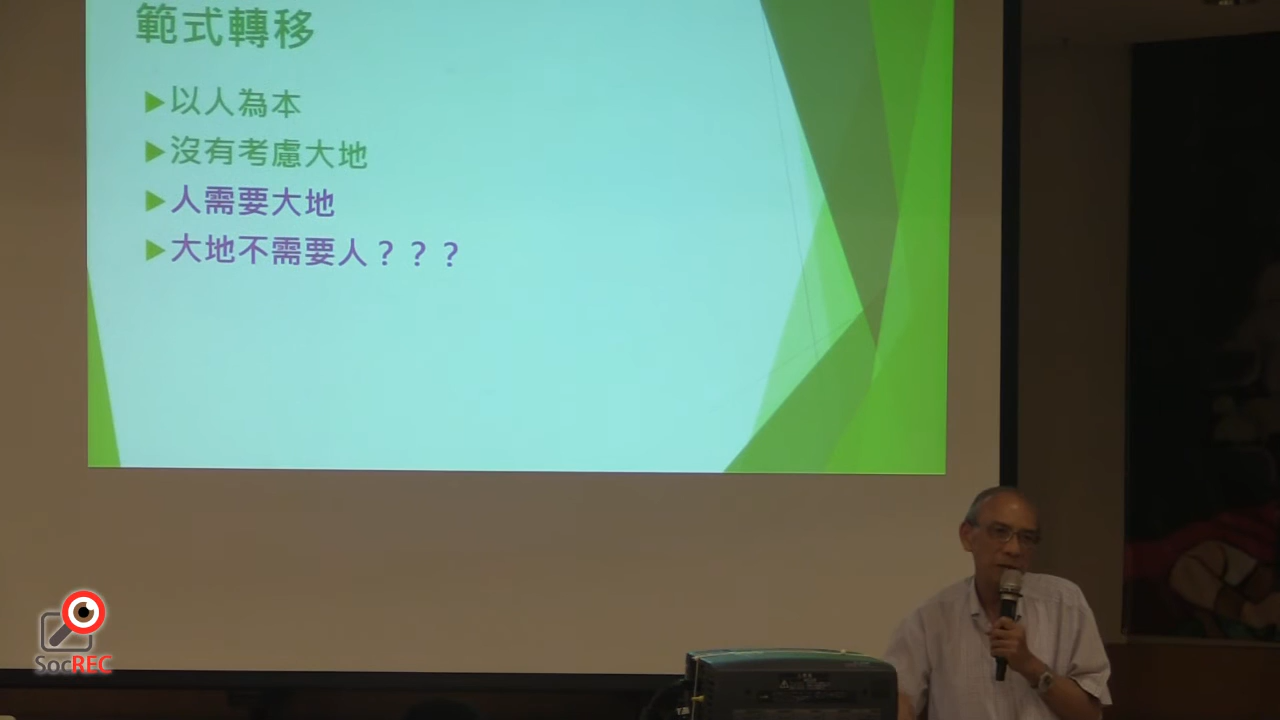 範式轉移
以人為本
沒有考慮大地
人需要大地
大地不需要人？？？
SocREC